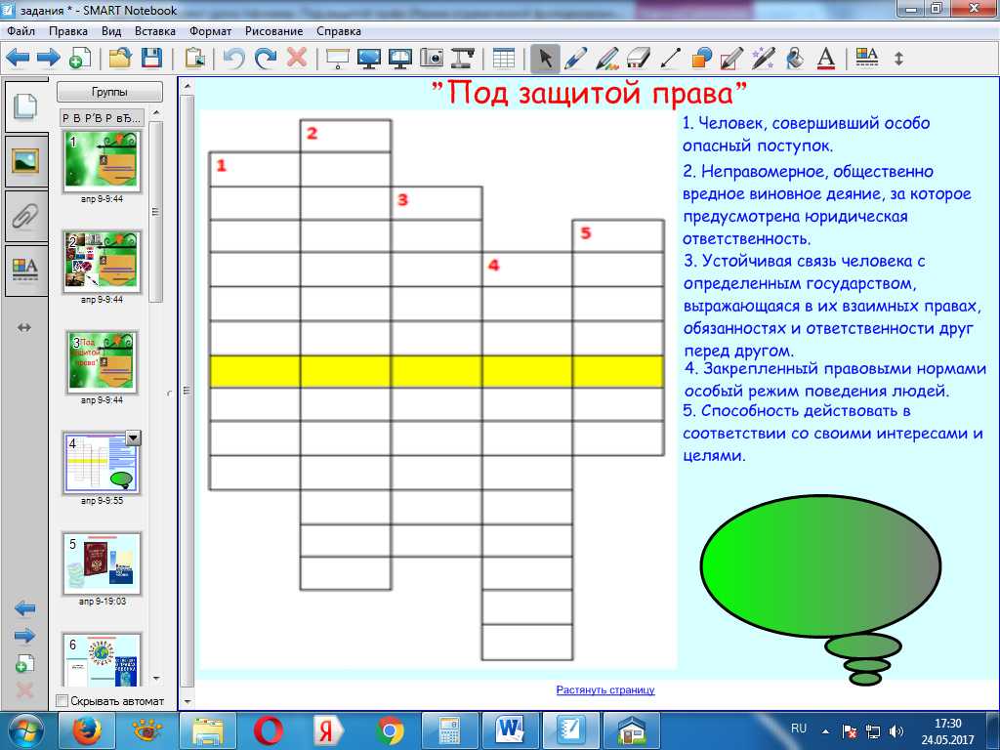 задания * - SMART Notebook
Файл Правка Вид Вставка Формат Рисование Справка
Группы
Р В Р’В Р вЂ...
1
апр 9-9:44
2
апр 9-9:44
3
"Под
защитой
права"
апр 9-9:44
4
апр 9-9:55
5
апр 9-19:03
6
Скрывать автомат
"Под защитой права"
2
1
3
5
4
1. Человек, совершивший особо
опасный поступок.
2. Неправомерное, общественно
вредное виновное деяние, за которое
предусмотрена юридическая
ответственность.
3. Устойчивая связь человека с
определенным государством,
выражающаяся в их взаимных правах,
обязанностях и ответственности друг
перед другом.
4. Закрепленный правовыми нормами
особый режим поведения людей.
5. Способность действовать в
соответствии со своими интересами и
целями.
Растянуть страницу
RU
17:30
24.05.2017